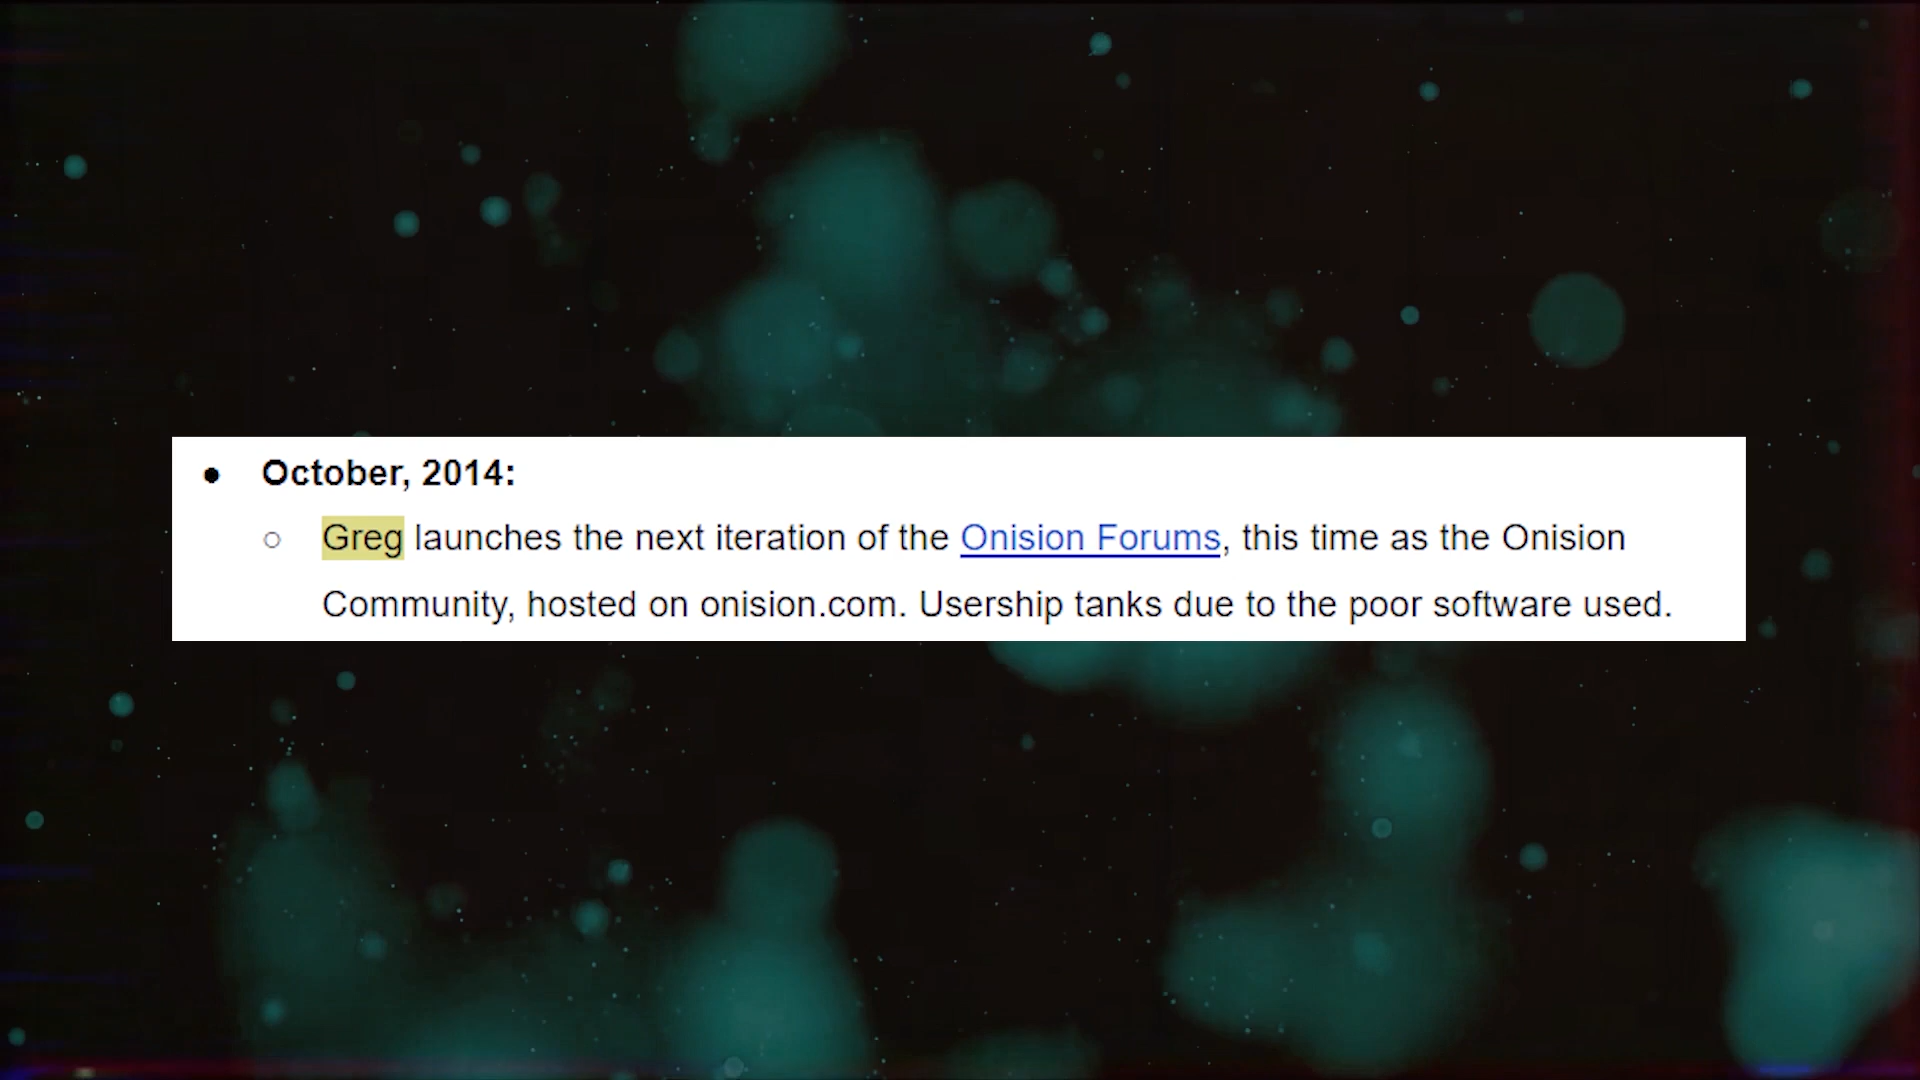 ● October, 2014:
○ Greg launches the next iteration of the Onision Forums, this time as the Onision
Community, hosted on onision.com. Usership tanks due to the poor software used.